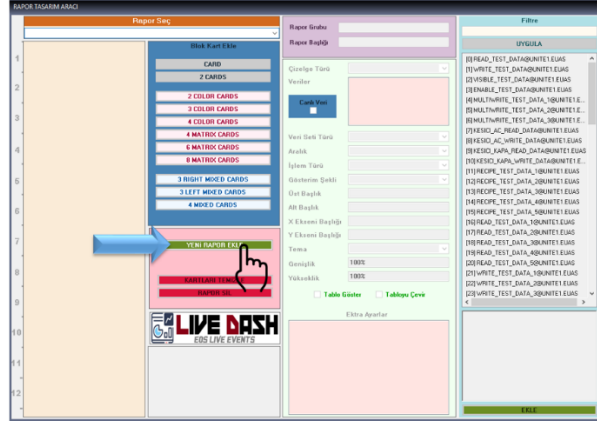 RAPOR TASARIM ARACI
Rapor Seç
Blok Kart Ekle
CARD
2 CARDS
2 COLOR CARDS
3 COLOR CARDS
4 COLOR CARDS
4 MATRIX CARDS
6 MATRIX CARDS
8 MATRIX CARDS
3 RIGHT MIXED CARDS
3 LEFT MIXED CARDS
4 MIXED CARDS
YENİ RAPOR EKLE
KARTLARI TEMİZLE
RAPOR SİL
LIVE DASH
EOS LIVE EVENTS
1
2
3
4
5
6
7
8
9
10
11
12
Rapor Grubu
Rapor Başlığı
Çizelge Türü
Veriler
Canlı Veri
Veri Seti Türü
Aralık
İşlem Türü
Gösterim Şekli
Üst Başlık
Alt Başlık
X Ekseni Başlığı
Y Ekseni Başlığı
Tema
Genişlik 100%
Yükseklik 100%
Tablo Göster Tabloyu Çevir
Ektra Ayarlar
Filtre
UYGULA
[0] READ_TEST_DATA@UNITE1.EUAS
[1] WRITE_TEST_DATA@UNITE1.EUAS
[2] VISIBLE_TEST_DATA@UNITE1.EUAS
[3] ENABLE_TEST_DATA@UNITE1.EUAS
[4] MULTIWRITE_TEST_DATA_1@UNITE1.E...
[5] MULTIWRITE_TEST_DATA_2@UNITE1.E...
[6] MULTIWRITE_TEST_DATA_3@UNITE1.E...
[7] KESICI_AC_READ_DATA@UNITE1.EUAS
[8] KESICI_AC_WRITE_DATA@UNITE1.EUAS
[9] KESICI_KAPA_READ_DATA@UNITE1.EUAS
[10] KESICI_KAPA_WRITE_DATA@UNITE1.E...
[11] RECIPE_TEST_DATA_1@UNITE1.EUAS
[12] RECIPE_TEST_DATA_2@UNITE1.EUAS
[13] RECIPE_TEST_DATA_3@UNITE1.EUAS
[14] RECIPE_TEST_DATA_4@UNITE1.EUAS
[15] RECIPE_TEST_DATA_5@UNITE1.EUAS
[16] READ_TEST_DATA_1@UNITE1.EUAS
[17] READ_TEST_DATA_2@UNITE1.EUAS
[18] READ_TEST_DATA_3@UNITE1.EUAS
[19] READ_TEST_DATA_4@UNITE1.EUAS
[20] READ_TEST_DATA_5@UNITE1.EUAS
[21] WRITE_TEST_DATA_1@UNITE1.EUAS
[22] WRITE_TEST_DATA_2@UNITE1.EUAS
[23] WRITE_TEST_DATA_3@UNITE1.EUAS
EKLE